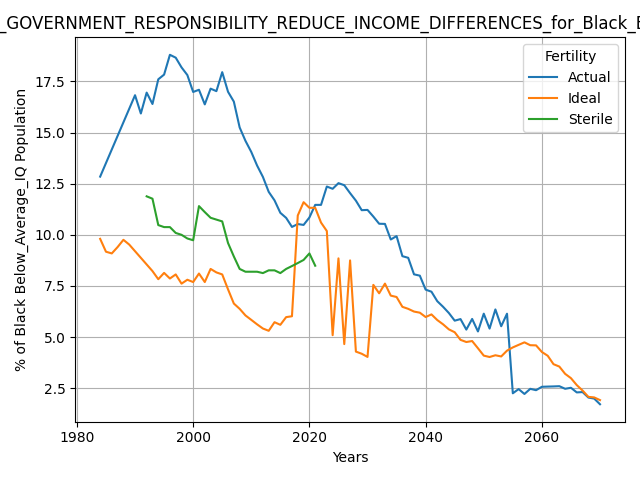 _GOVERNMENT_RESPONSIBILITY_REDUCE_INCOME_DIFFERENCES_for_Black_
% of Black Below_Average_IQ Population
17.5
15.0
12.5
10.0
7.5
5.0
2.5
Fertility
Actual
Ideal
Sterile
1980
2000
2020
2040
2060
Years